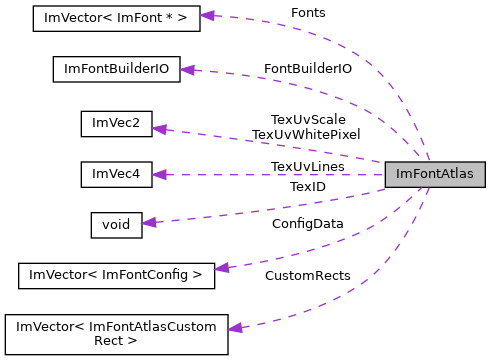 ImVector< ImFont * >
Fonts
ImFontBuilderIO
FontBuilderIO
ImVec2
TexUvScale
TexUvWhitePixel
ImVec4
TexUvLines
ImFontAtlas
TexID
void
ConfigData
ImVector< ImFontConfig >
CustomRects
ImVector< ImFontAtlasCustom
Rect >